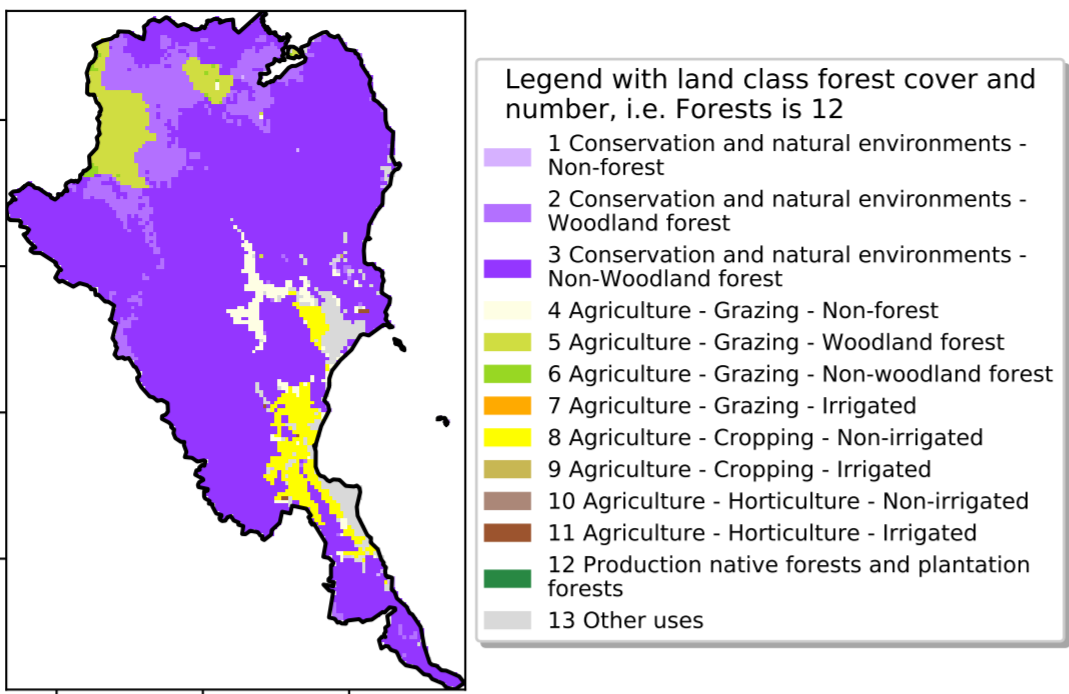 Legend with land class forest cover and
number, i.e. Forests is 12
1 Conservation and natural environments -
Non-forest
2 Conservation and natural environments -
Woodland forest
3 Conservation and natural environments -
Non-Woodland forest
4 Agriculture - Grazing - Non-forest
5 Agriculture - Grazing - Woodland forest
6 Agriculture - Grazing - Non-woodland forest
7 Agriculture - Grazing - Irrigated
8 Agriculture - Cropping - Non-irrigated
9 Agriculture - Cropping - Irrigated
10 Agriculture - Horticulture - Non-irrigated
11 Agriculture - Horticulture - Irrigated
12 Production native forests and plantation
forests
13 Other uses